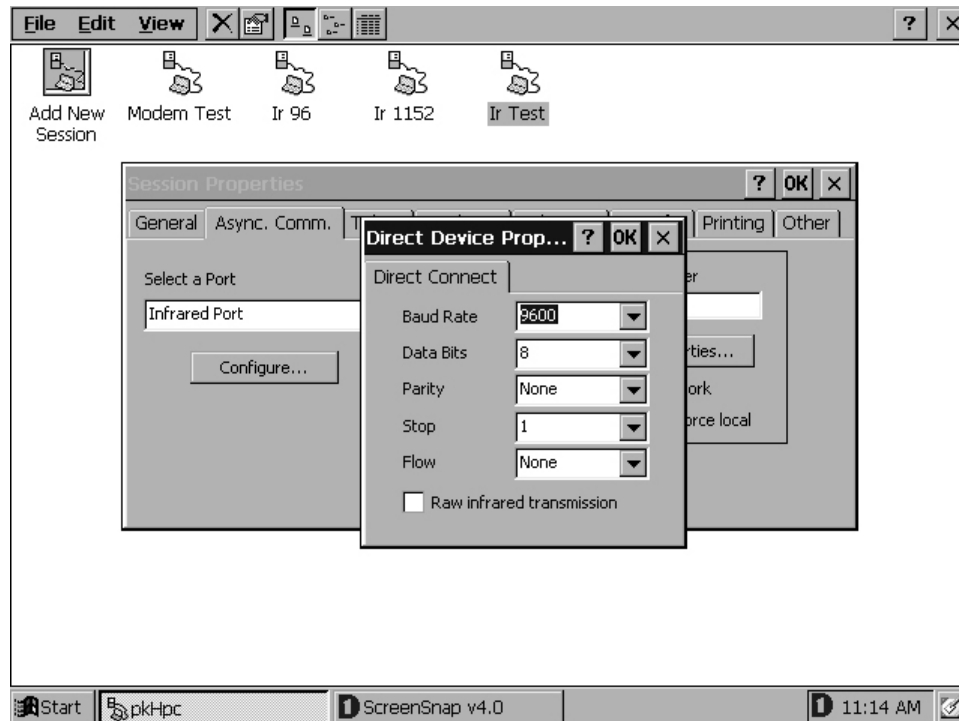 File Edit View ?
Add New Session
Modem Test
Ir 96
Ir 1152
Ir Test
Session Properties ? OK
General Async. Comm. Printing Other
Direct Device Prop... ? OK
Direct Connect
Select a Port
Infrared Port
Configure...
Baud Rate 9600
Data Bits 8
Parity None
Stop 1
Flow None
Raw infrared transmission
local
Start pkHpc ScreenSnap v4.0 11:14 AM